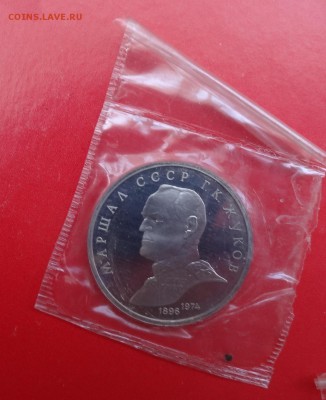 COINS.LAVE.RU
МАРШАЛ СССР Г.К.ЖУКОВ
1896 1974